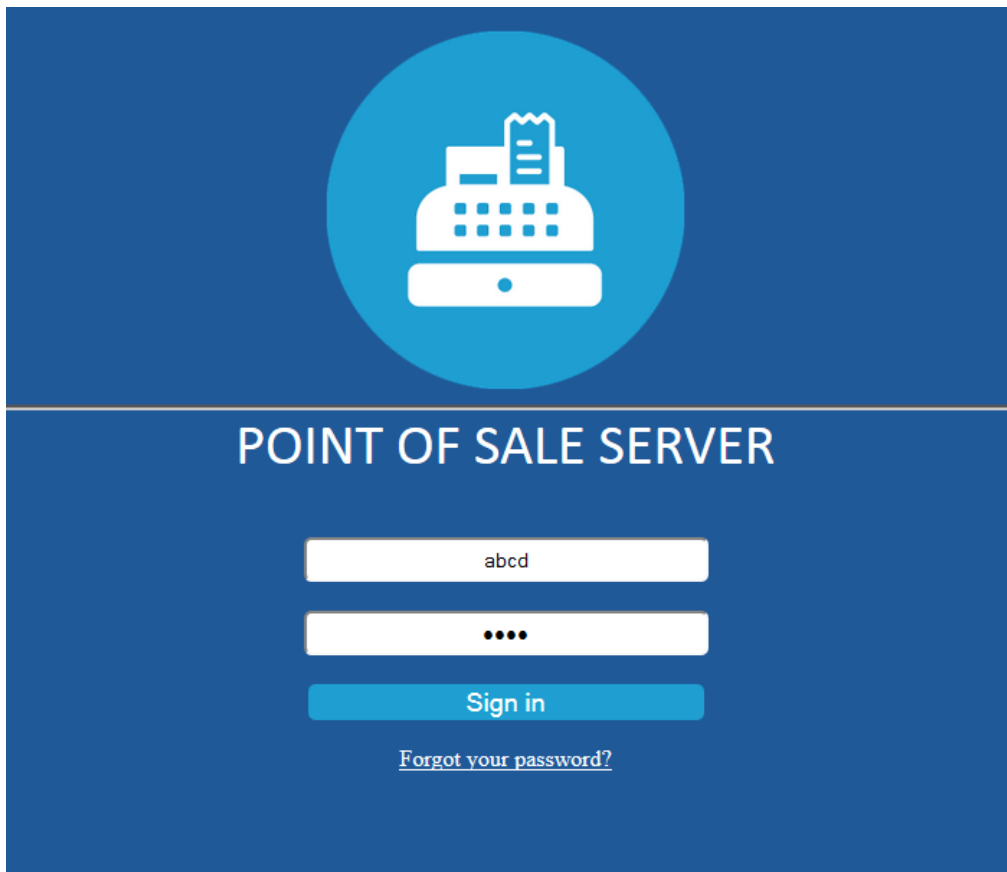 POINT OF SALE SERVER
abcd
••••
Sign in
Forgot your password?